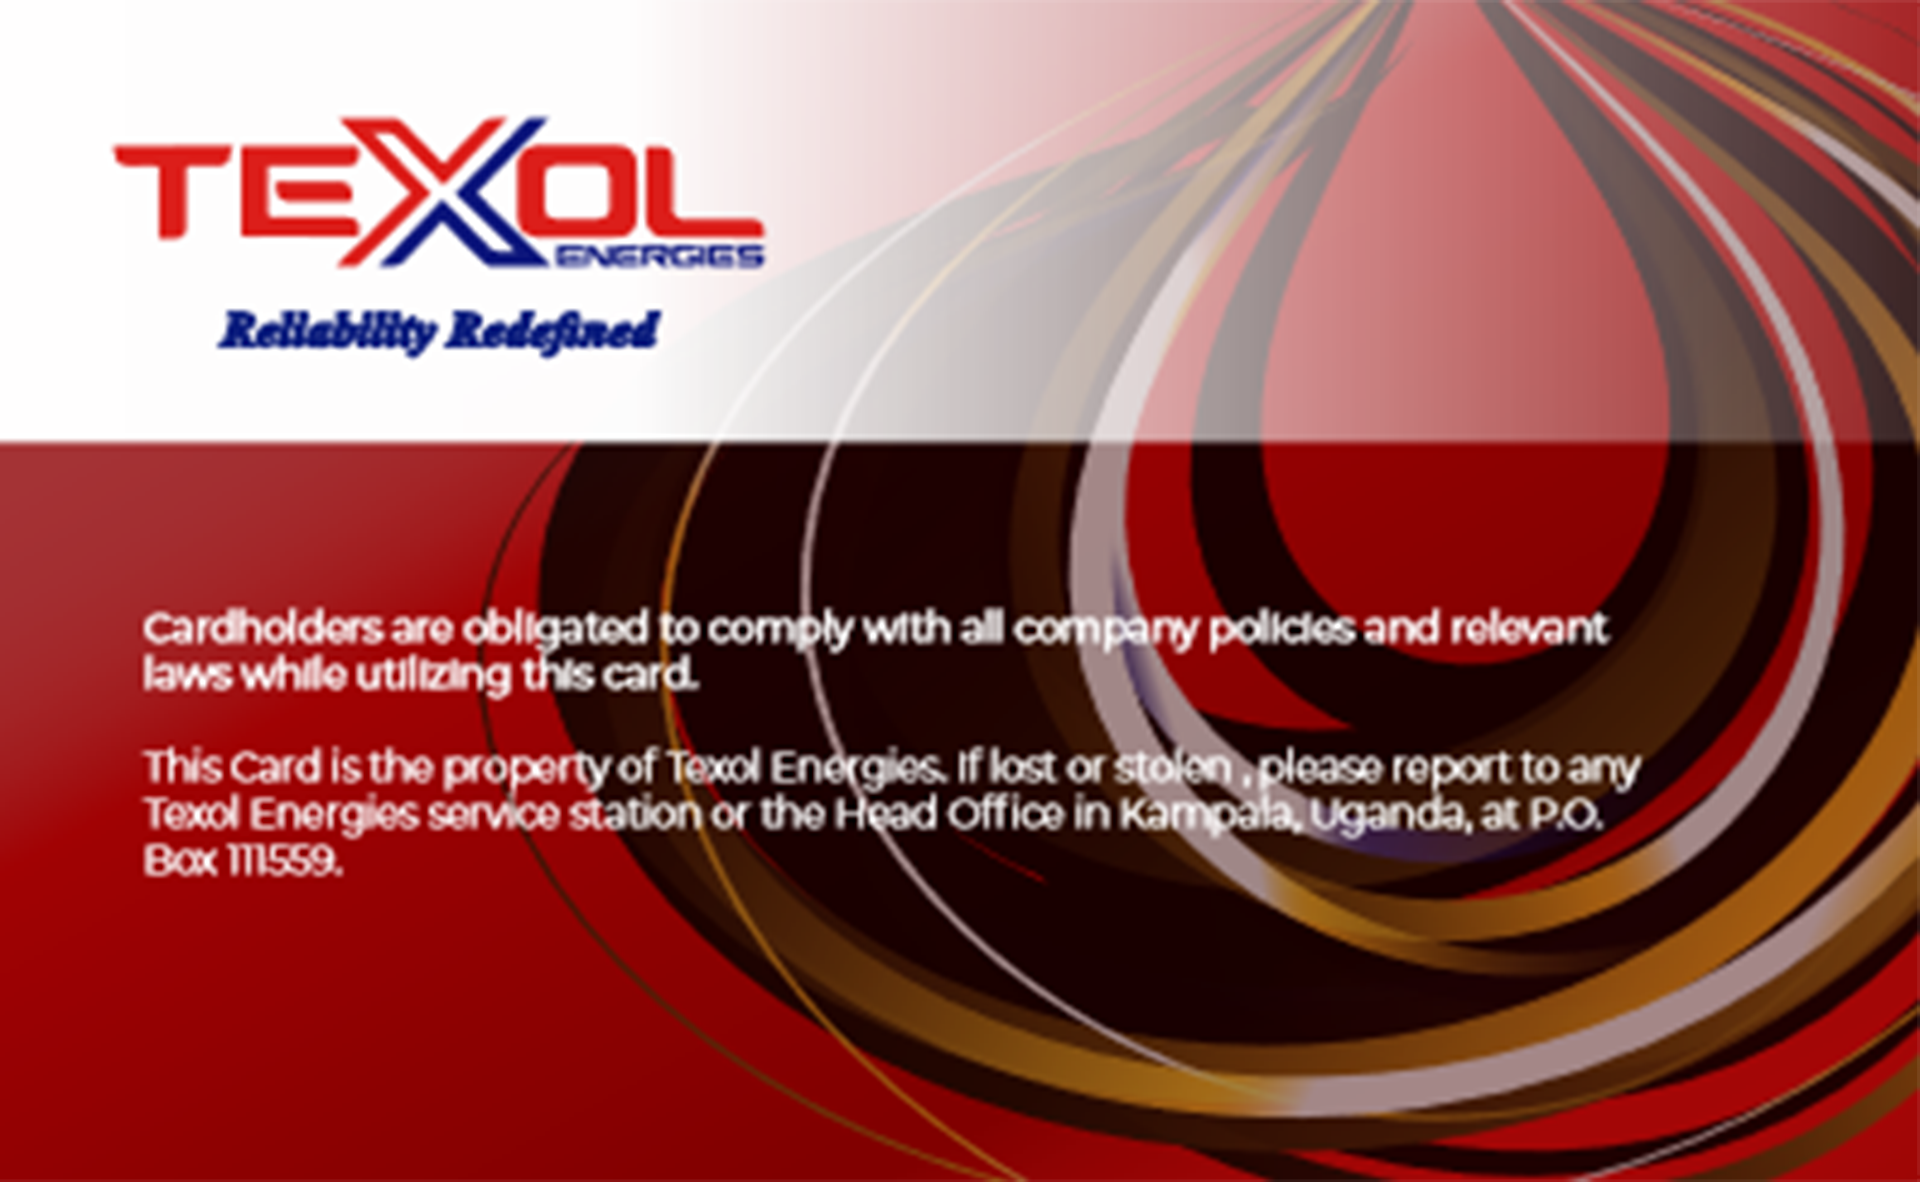 TEXOL
ENERGIES
Reliability Redefined
Cardholders are obligated to comply with all company policies and relevant
laws while utilizing this card.
This Card is the property of Texol Energies. If lost or stolen , please report to any
Texol Energies service station or the Head Office in Kampala, Uganda, at P.O.
Box 111559.